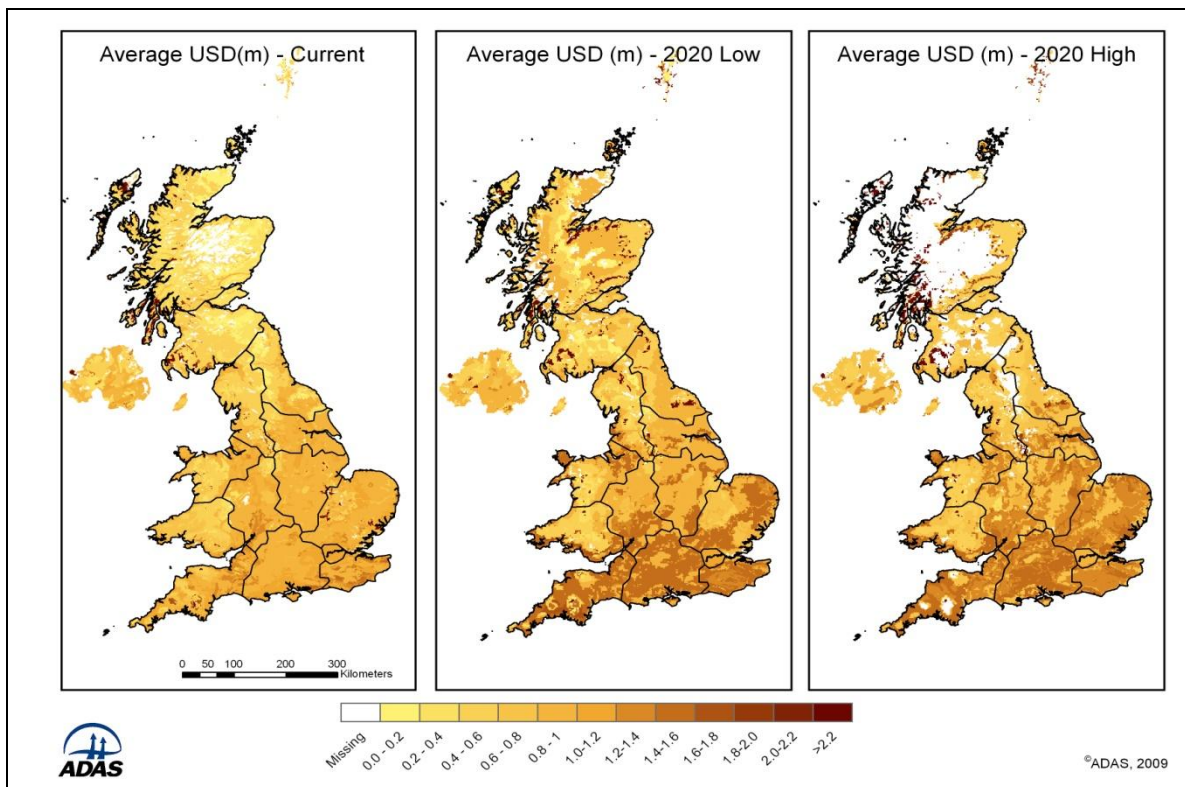 Average USD(m) - Current
Average USD (m) - 2020 Low
Average USD (m) - 2020 High
0 50 100 200 300
Kilometers
Missing
0.0 - 0.2
0.2 - 0.4
0.4 - 0.6
0.6 - 0.8
0.8 - 1
1.0-1.2
1.2-1.4
1.4-1.6
1.6-1.8
1.8-2.0
2.0-2.2
>2.2
ADAS
©ADAS, 2009